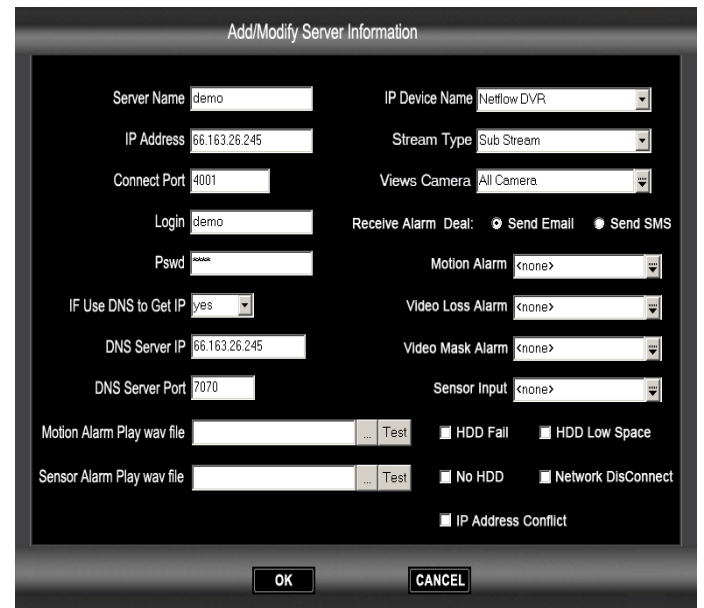 Add/Modify Server Information
Server Name demo
IP Device Name Netflow DVR
IP Address 66.163.26.245
Stream Type Sub Stream
Connect Port 4001
Views Camera All Camera
Login demo
Receive Alarm Deal: Send Email Send SMS
Pswd ****
Motion Alarm <none>
IF Use DNS to Get IP yes
Video Loss Alarm <none>
DNS Server IP 66.163.26.245
Video Mask Alarm <none>
DNS Server Port 7070
Sensor Input <none>
Motion Alarm Play wav file ... Test
HDD Fail HDD Low Space
Sensor Alarm Play wav file ... Test
No HDD Network DisConnect
IP Address Conflict
OK CANCEL